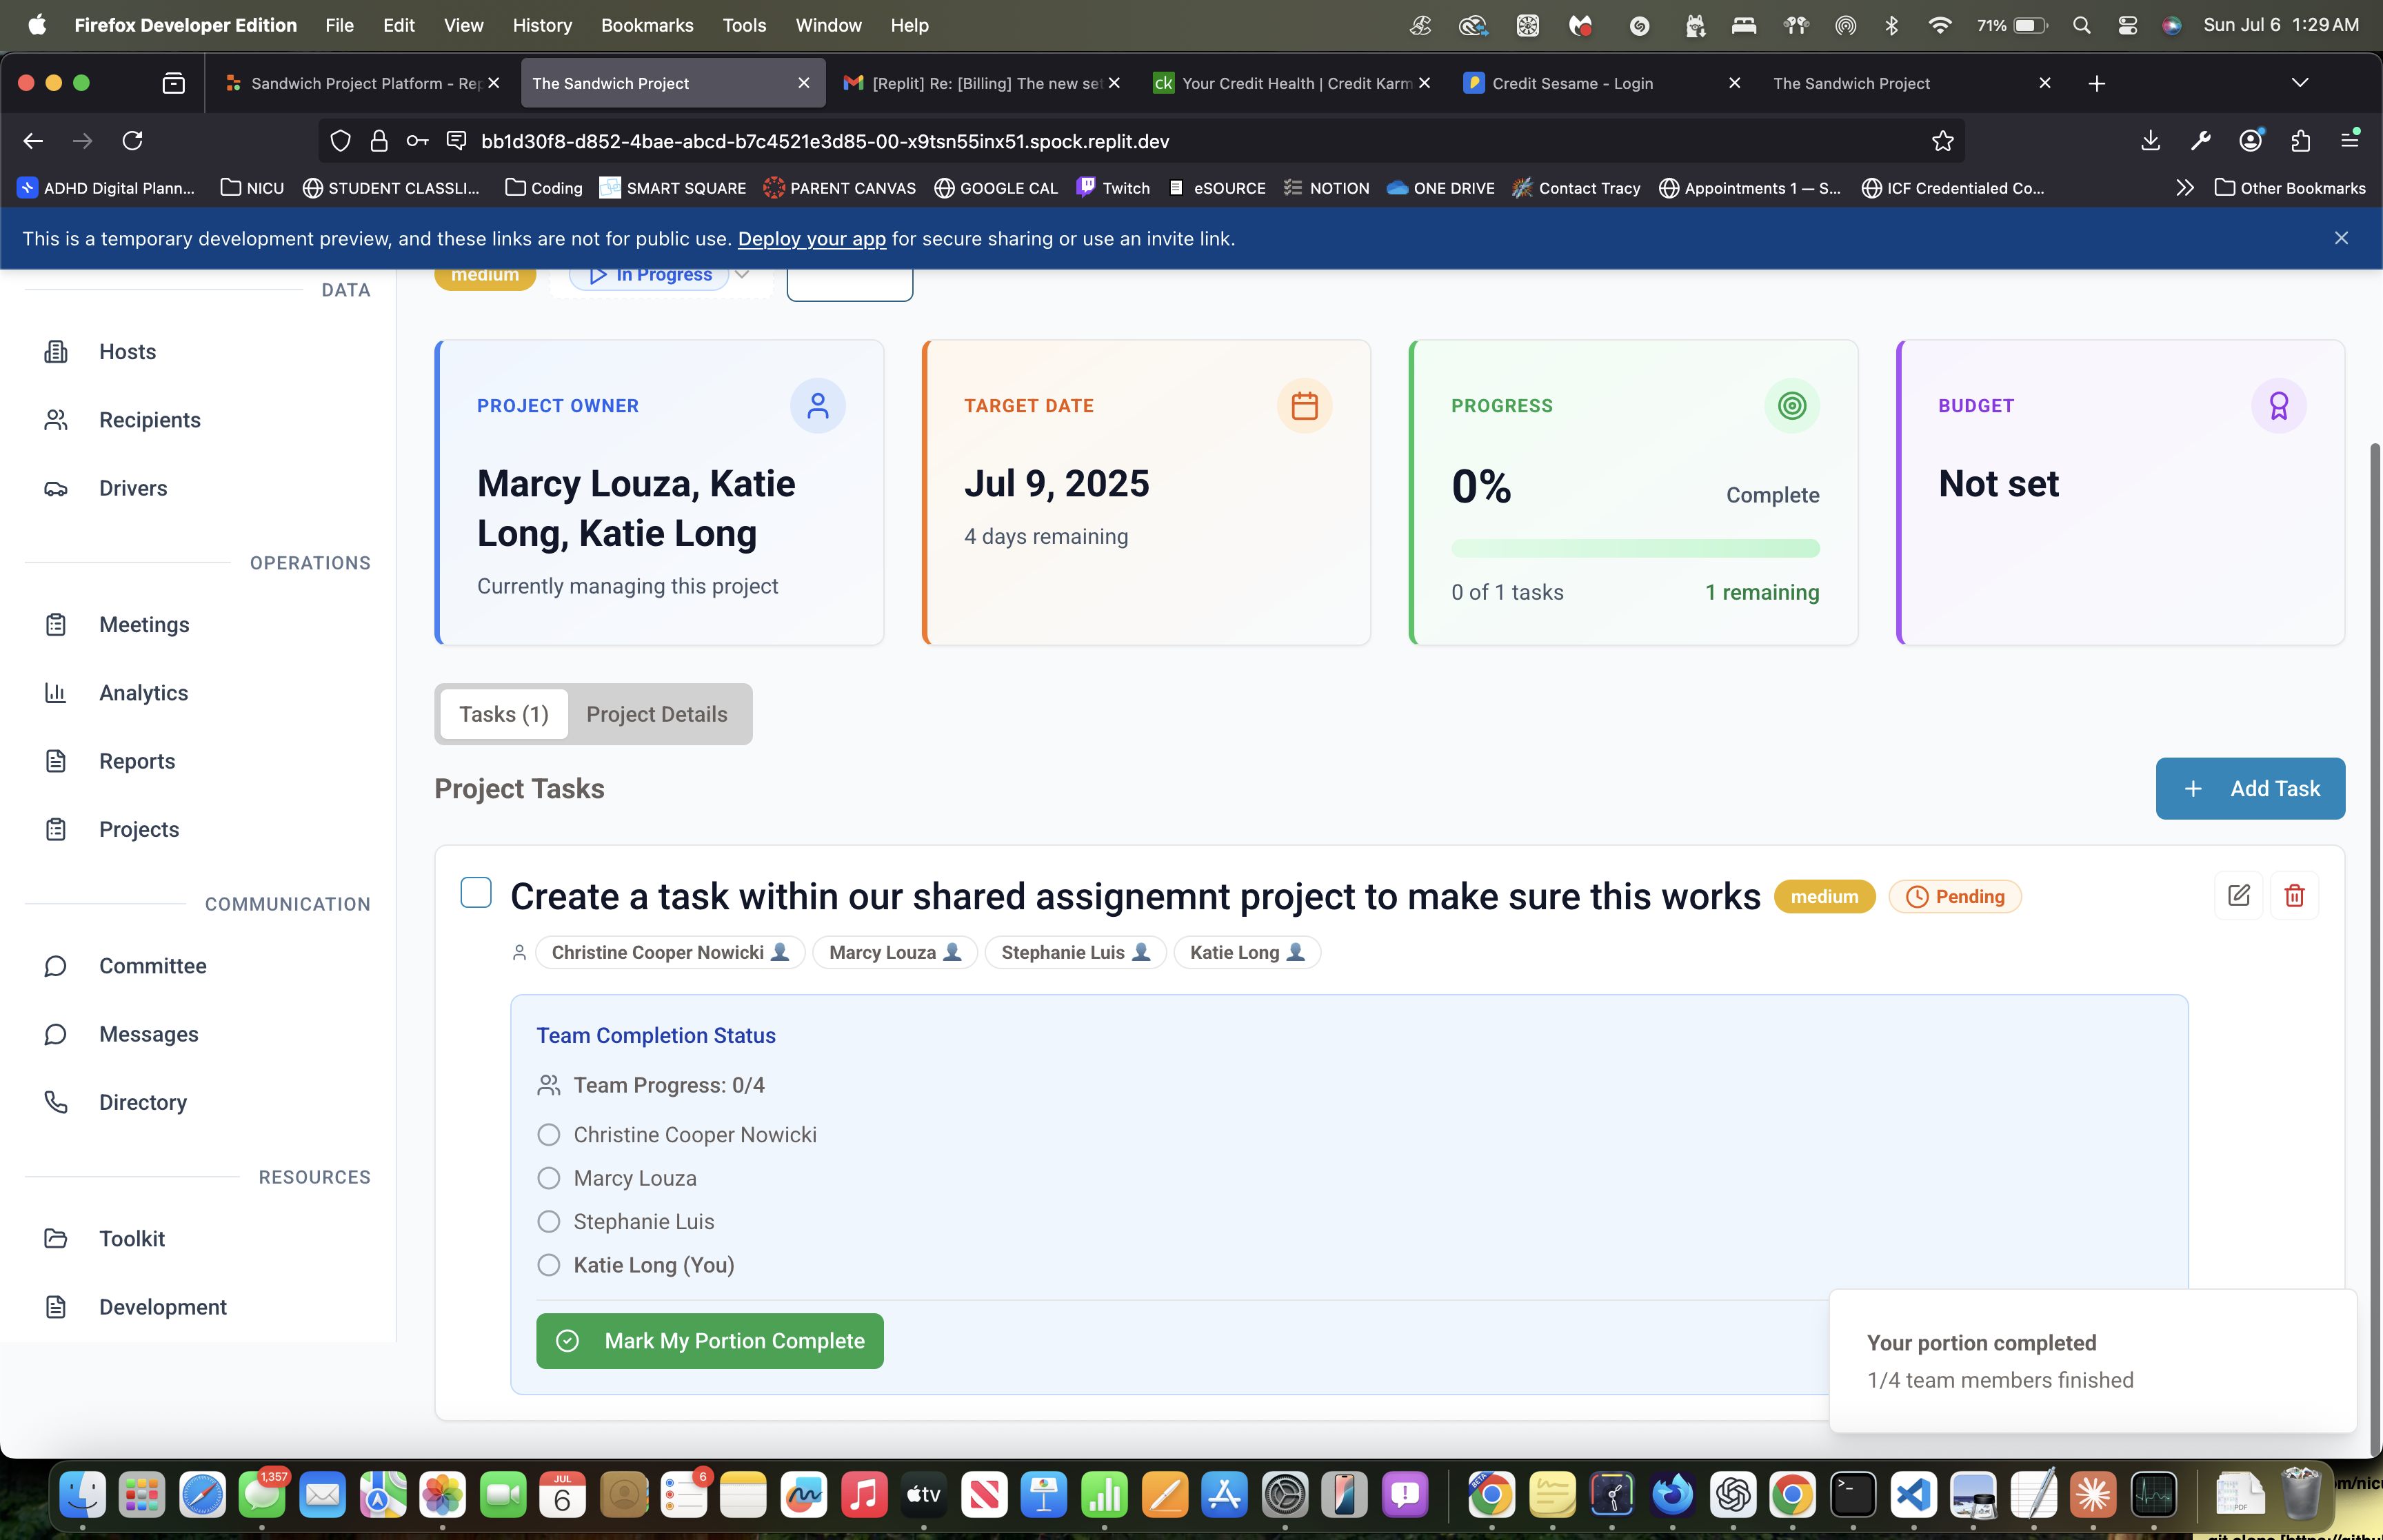 Firefox Developer Edition File Edit View History Bookmarks Tools Window Help 71% Sun Jul 6 1:29 AM
Sandwich Project Platform - Rep The Sandwich Project [Replit] Re: [Billing] The new set ck Your Credit Health | Credit Karm Credit Sesame - Login The Sandwich Project
bb1d30f8-d852-4bae-abcd-b7c4521e3d85-00-x9tsn55inx51.spock.replit.dev
ADHD Digital Plann... NICU STUDENT CLASSLI... Coding SMART SQUARE PARENT CANVAS GOOGLE CAL Twitch eSOURCE NOTION ONE DRIVE Contact Tracy Appointments 1 — S... ICF Credentialed Co... Other Bookmarks
This is a temporary development preview, and these links are not for public use. Deploy your app for secure sharing or use an invite link.
DATA
Hosts
Recipients
Drivers
OPERATIONS
Meetings
Analytics
Reports
Projects
COMMUNICATION
Committee
Messages
Directory
RESOURCES
Toolkit
Development
medium In Progress
PROJECT OWNER
Marcy Louza, Katie
Long, Katie Long
Currently managing this project
TARGET DATE
Jul 9, 2025
4 days remaining
PROGRESS
0% Complete
0 of 1 tasks 1 remaining
BUDGET
Not set
Tasks (1) Project Details
Project Tasks
Add Task
Create a task within our shared assignemnt project to make sure this works medium Pending
Christine Cooper Nowicki Marcy Louza Stephanie Luis Katie Long
Team Completion Status
Team Progress: 0/4
Christine Cooper Nowicki
Marcy Louza
Stephanie Luis
Katie Long (You)
Mark My Portion Complete
Your portion completed
1/4 team members finished
1,357 JUL 6 6 tv BETA PDF